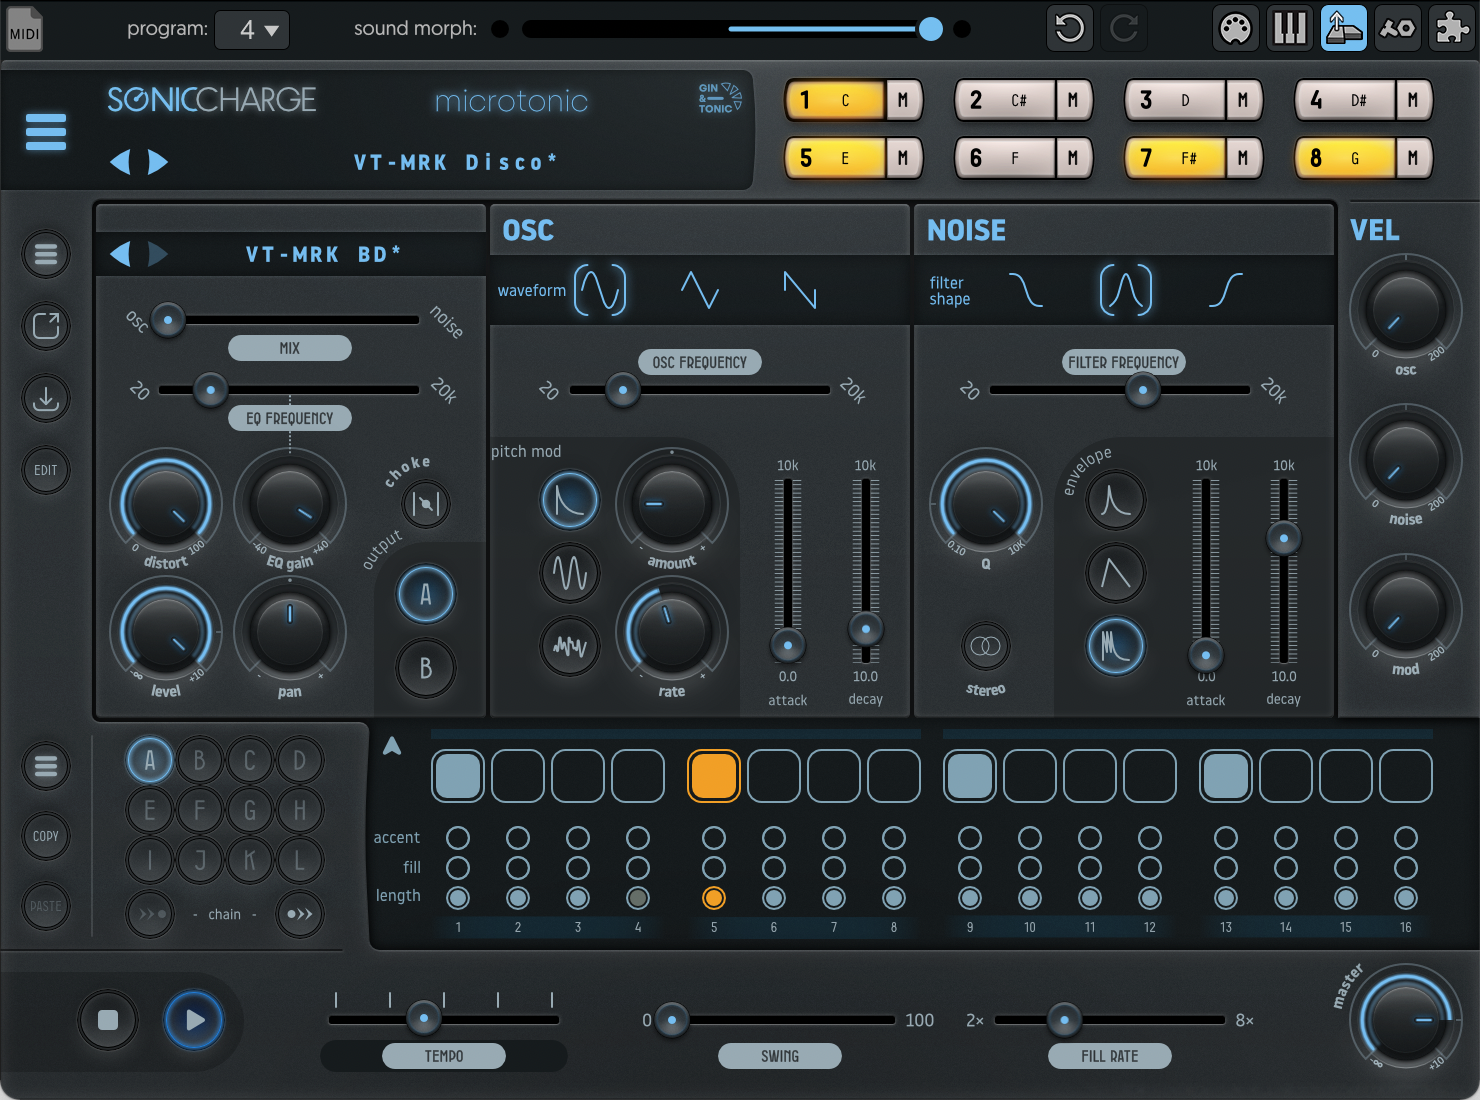 MIDI
program: 4
sound morph:
SONICCHARGE
microtonic
GIN & TONIC
VT-MRK Disco*
1 C M
2 C# M
3 D M
4 D# M
5 E M
6 F M
7 F# M
8 G M
VT-MRK BD*
osc noise
MIX
20 20k
EQ FREQUENCY
choke
0 100
distort
-40 +40
EQ gain
output
A
B
-∞ +10
level
- +
pan
OSC
waveform
OSC FREQUENCY
20 20k
pitch mod
- +
amount
- +
rate
10k
0.0
attack
10k
10.0
decay
NOISE
filter
shape
FILTER FREQUENCY
20 20k
0.10 10K
Q
stereo
envelope
10k
0.0
attack
10k
10.0
decay
VEL
0 200
osc
0 200
noise
0 200
mod
EDIT
COPY
PASTE
A B C D
E F G H
I J K L
- chain -
accent
fill
length
1 2 3 4 5 6 7 8 9 10 11 12 13 14 15 16
TEMPO
0 100
SWING
2× 8×
FILL RATE
master
-∞ +10